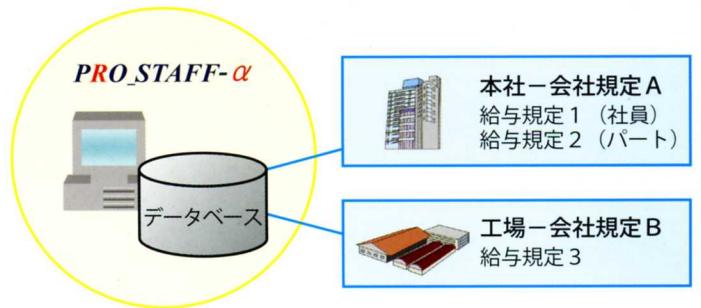 PRO_STAFF-α
データベース
本社－会社規定A
給与規定1（社員）
給与規定2（パート）
工場－会社規定B
給与規定3